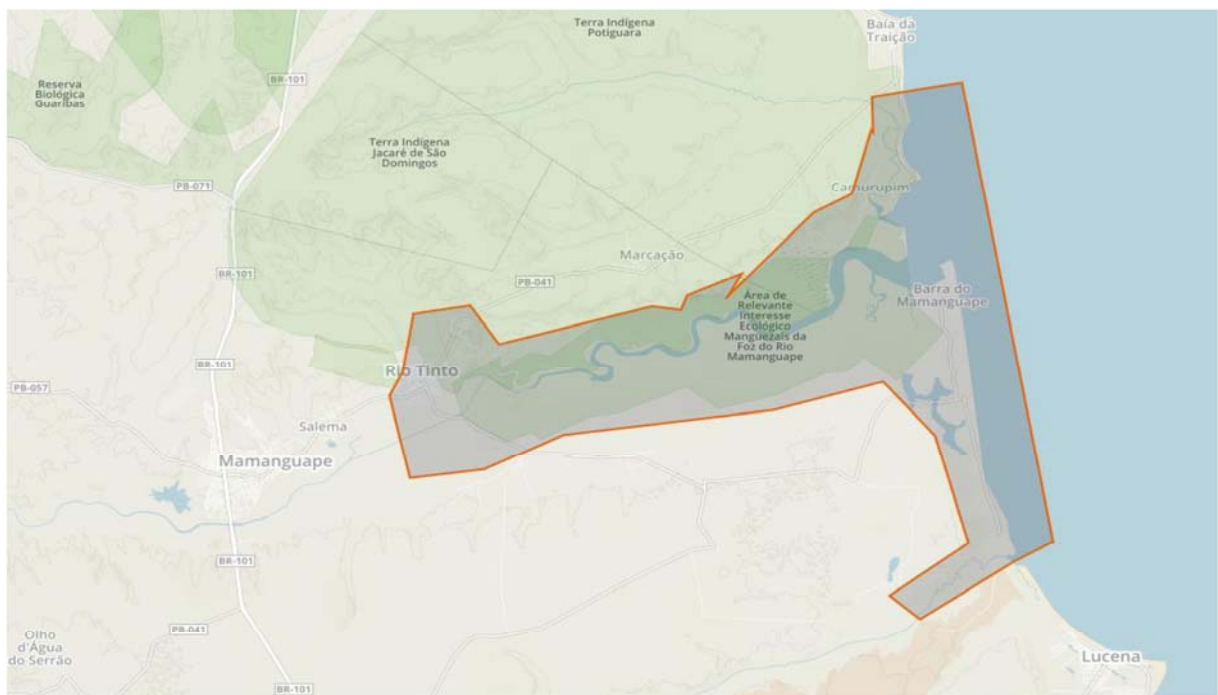 Terra Indígena
Potiguara
Baía da
Traição
BR-101
Reserva
Biológica
Guaribas
Terra Indígena
Jacaré de São
Domingos
PB-071
Camurupim
Marcação
BR-101
PB-041
Barra do
Mamanguape
Área de
Relevante
Interesse
Ecológico
Manguezais da
Foz do Rio
Mamanguape
BR-101
Rio Tinto
PB-057
Salema
Mamanguape
BR-101
PB-041
Olho
d'Água
do Serrão
Lucena
BR-101